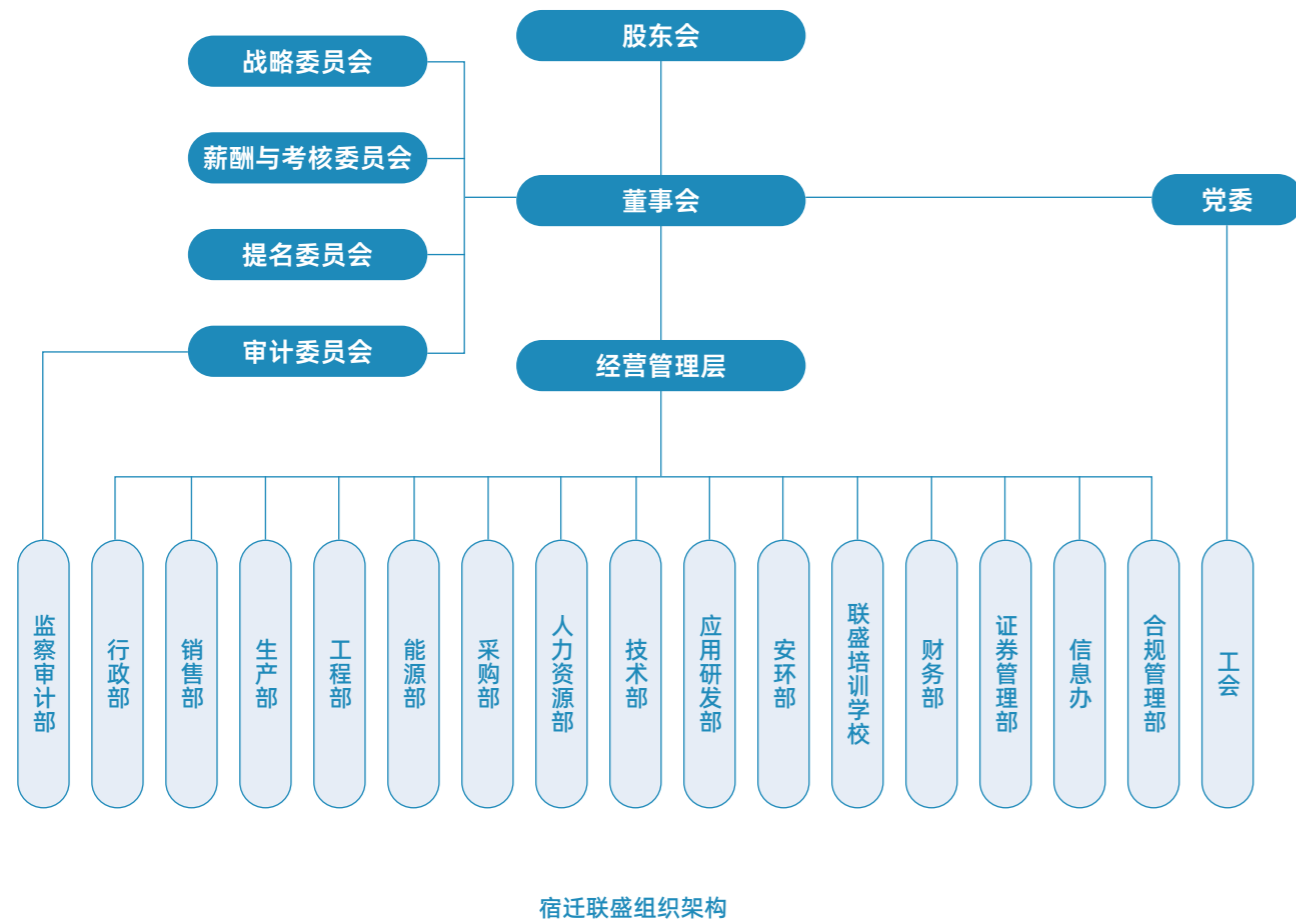 股东会
战略委员会
薪酬与考核委员会
董事会
党委
提名委员会
审计委员会
经营管理层
监察审计部
行政部
销售部
生产部
工程部
能源部
采购部
人力资源部
技术部
应用研发部
安环部
联盛培训学校
财务部
证券管理部
信息办
合规管理部
工会
宿迁联盛组织架构